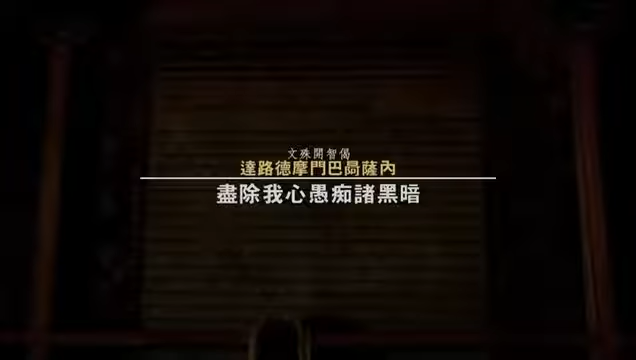 文殊開智偈
達路德摩門巴咼薩內
盡除我心愚痴諸黑暗